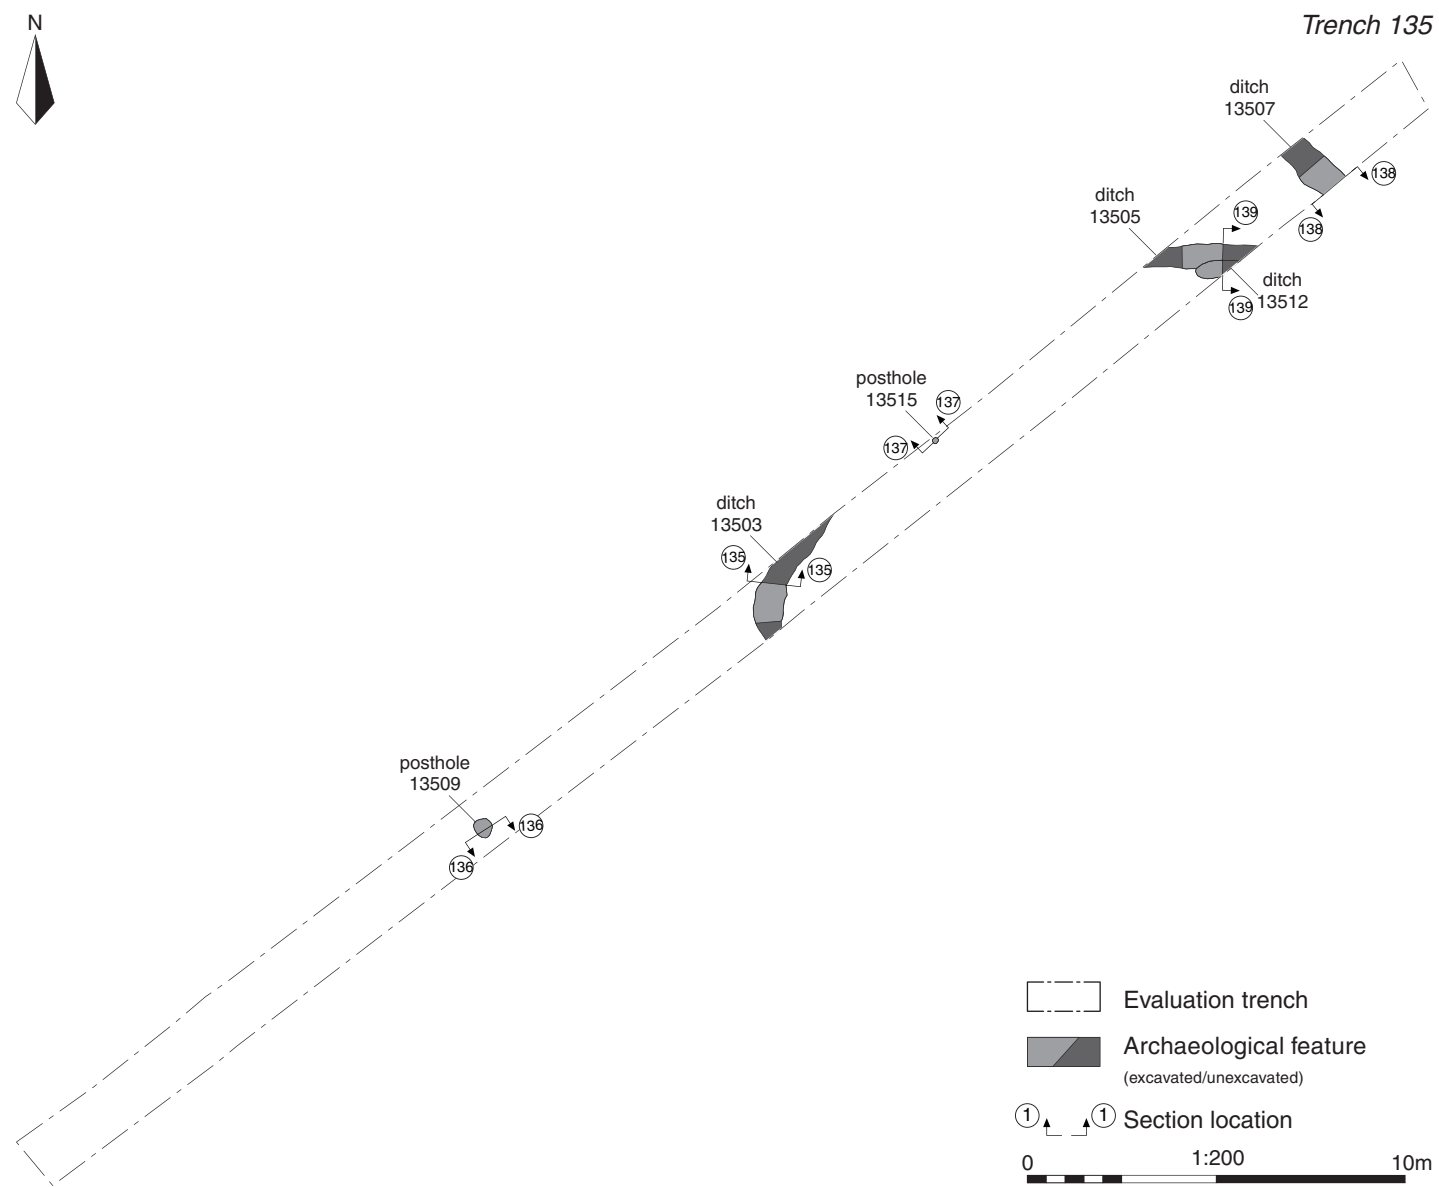 N
Trench 135
ditch
13507
138
138
ditch
13505
139
ditch
13512
139
posthole
13515
137
137
ditch
13503
135
135
posthole
13509
136
136
Evaluation trench
Archaeological feature
(excavated/unexcavated)
1 1 Section location
0 1:200 10m